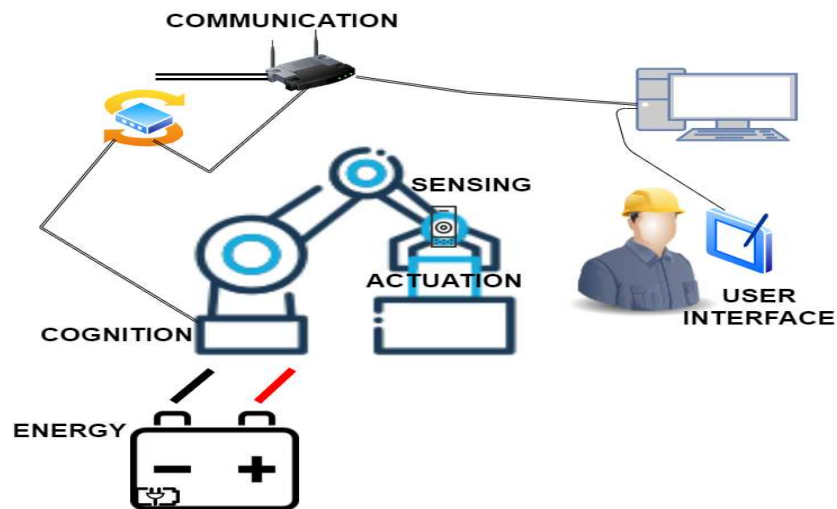 COMMUNICATION
SENSING
ACTUATION
USER
INTERFACE
COGNITION
ENERGY